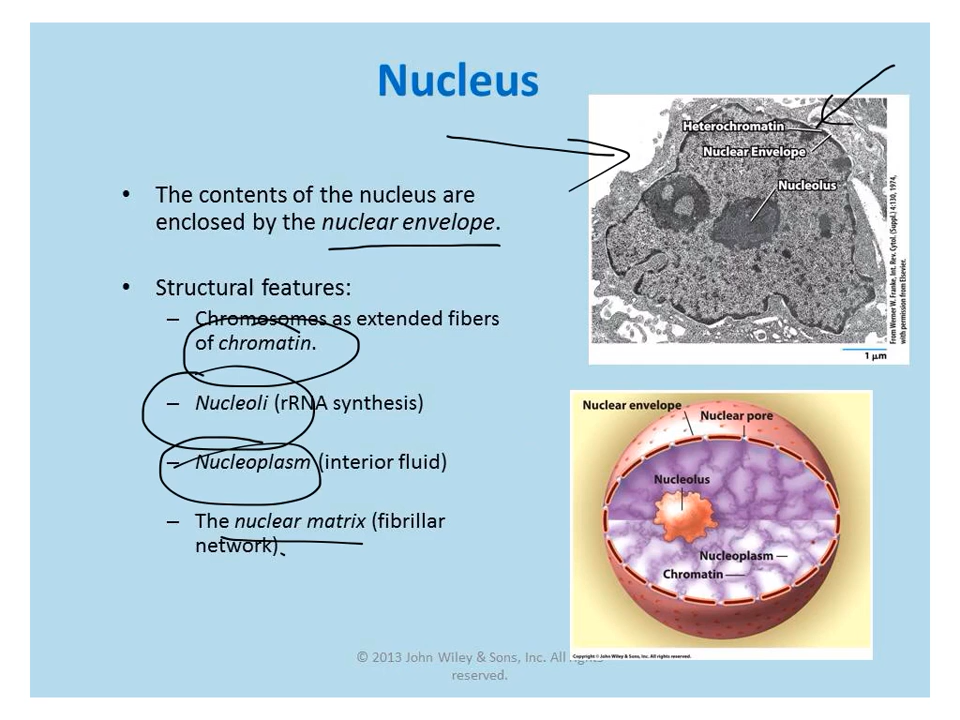 Nucleus
• The contents of the nucleus are
enclosed by the nuclear envelope.
• Structural features:
– Chromosomes as extended fibers
of chromatin.
– Nucleoli (rRNA synthesis)
– Nucleoplasm (interior fluid)
– The nuclear matrix (fibrillar
network)
Heterochromatin
Nuclear Envelope
Nucleolus
From Werner W. Franke, Int. Rev. Cytol. (Suppl.) 4:130, 1974,
with permission from Elsevier.
1 µm
Nuclear envelope
Nuclear pore
Nucleolus
Nucleoplasm
Chromatin
Copyright © John Wiley & Sons, Inc. All rights reserved.
© 2013 John Wiley & Sons, Inc. All rights
reserved.